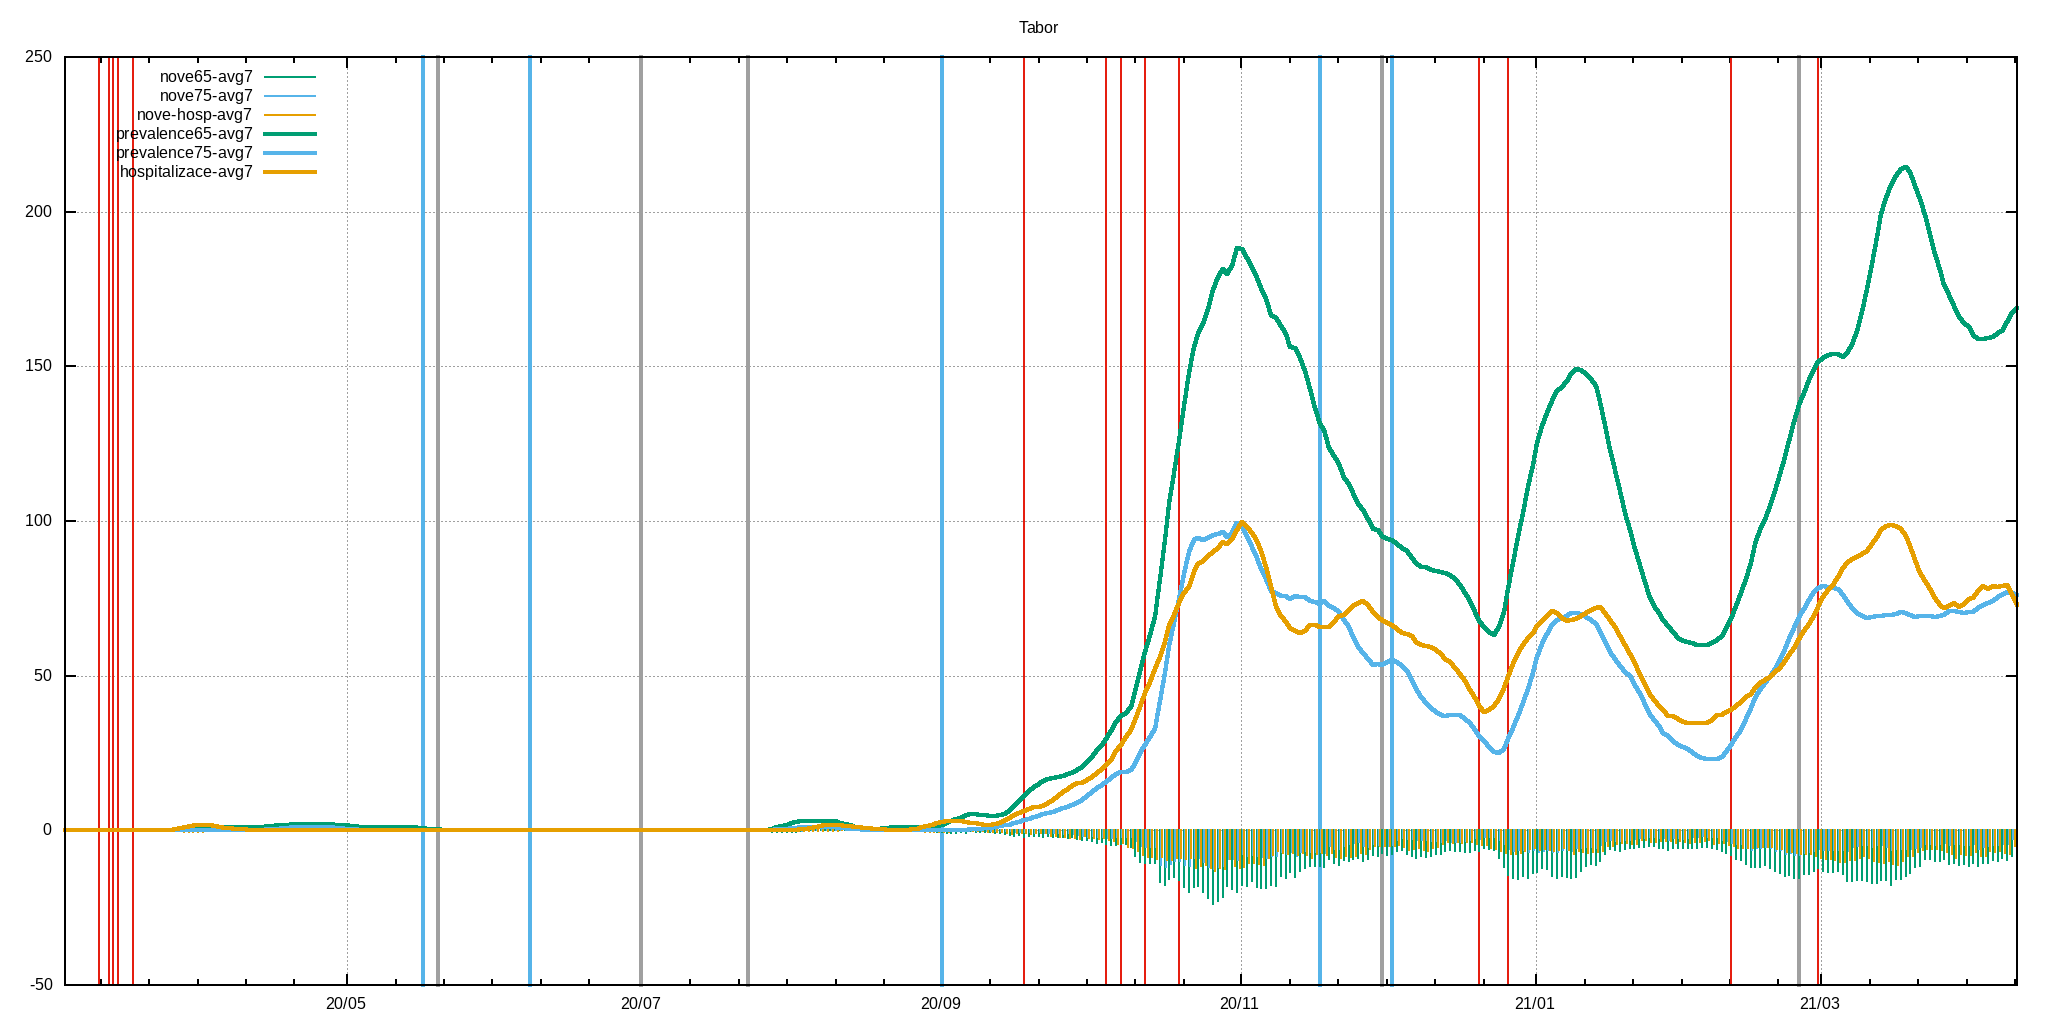 Tabor
250
nove65-avg7
nove75-avg7
nove-hosp-avg7
prevalence65-avg7
prevalence75-avg7
hospitalizace-avg7
200
150
100
50
0
-50
20/05 20/07 20/09 20/11 21/01 21/03